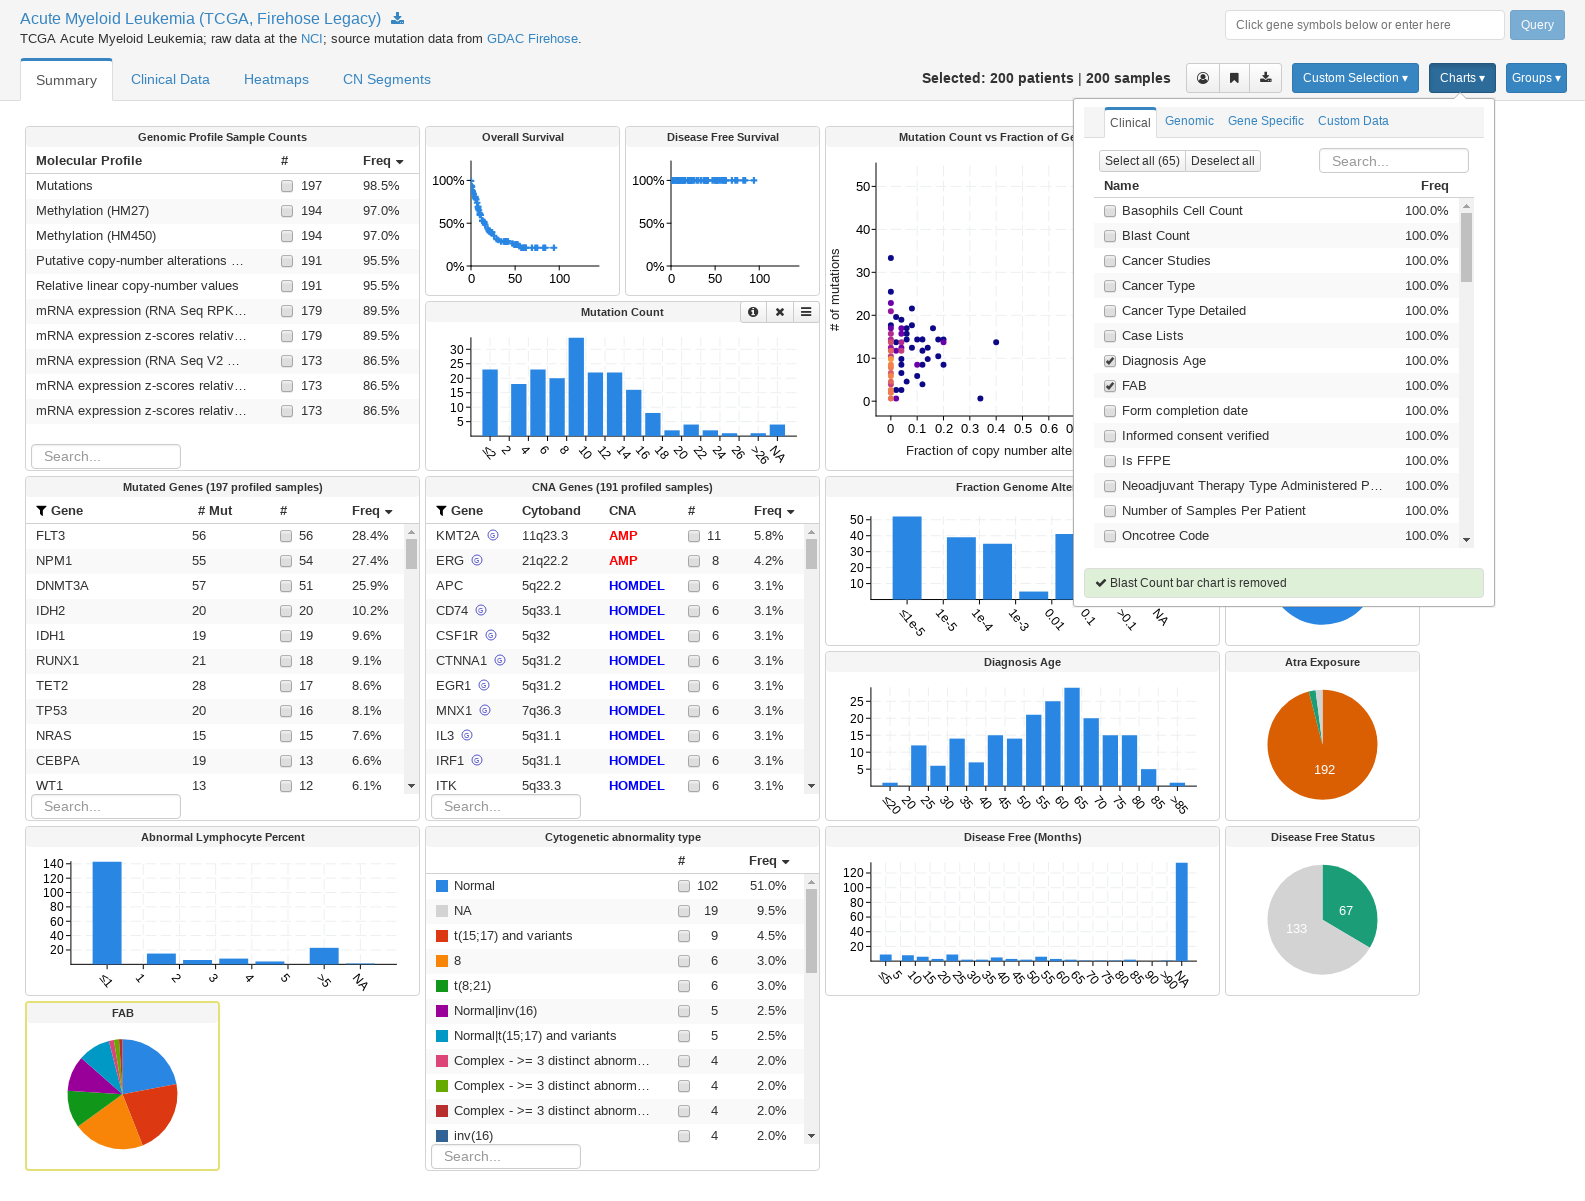 Acute Myeloid Leukemia (TCGA, Firehose Legacy)
TCGA Acute Myeloid Leukemia; raw data at the NCI; source mutation data from GDAC Firehose.
Click gene symbols below or enter here
Query
Summary
Clinical Data
Heatmaps
CN Segments
Selected: 200 patients | 200 samples
Custom Selection ▾
Charts ▾
Groups ▾
Genomic Profile Sample Counts
Molecular Profile # Freq
Mutations 197 98.5%
Methylation (HM27) 194 97.0%
Methylation (HM450) 194 97.0%
Putative copy-number alterations … 191 95.5%
Relative linear copy-number values 191 95.5%
mRNA expression (RNA Seq RPK… 179 89.5%
mRNA expression z-scores relativ… 179 89.5%
mRNA expression (RNA Seq V2 … 173 86.5%
mRNA expression z-scores relativ… 173 86.5%
mRNA expression z-scores relativ… 173 86.5%
Search...
Overall Survival
100%
50%
0%
0 50 100
Disease Free Survival
100%
50%
0%
0 50 100
Mutation Count
30
25
20
15
10
5
≤2 2 4 6 8 10 12 14 16 18 20 22 24 26 >26 NA
Mutation Count vs Fraction of Ge
# of mutations
50
40
30
20
10
0
0 0.1 0.2 0.3 0.4 0.5 0.6 0
Fraction of copy number alte
Clinical
Genomic
Gene Specific
Custom Data
Select all (65)
Deselect all
Search...
Name Freq
Basophils Cell Count 100.0%
Blast Count 100.0%
Cancer Studies 100.0%
Cancer Type 100.0%
Cancer Type Detailed 100.0%
Case Lists 100.0%
Diagnosis Age 100.0%
FAB 100.0%
Form completion date 100.0%
Informed consent verified 100.0%
Is FFPE 100.0%
Neoadjuvant Therapy Type Administered P… 100.0%
Number of Samples Per Patient 100.0%
Oncotree Code 100.0%
Blast Count bar chart is removed
Mutated Genes (197 profiled samples)
Gene # Mut # Freq
FLT3 56 56 28.4%
NPM1 55 54 27.4%
DNMT3A 57 51 25.9%
IDH2 20 20 10.2%
IDH1 19 19 9.6%
RUNX1 21 18 9.1%
TET2 28 17 8.6%
TP53 20 16 8.1%
NRAS 15 15 7.6%
CEBPA 19 13 6.6%
WT1 13 12 6.1%
Search...
CNA Genes (191 profiled samples)
Gene Cytoband CNA # Freq
KMT2A G 11q23.3 AMP 11 5.8%
ERG G 21q22.2 AMP 8 4.2%
APC 5q22.2 HOMDEL 6 3.1%
CD74 G 5q33.1 HOMDEL 6 3.1%
CSF1R G 5q32 HOMDEL 6 3.1%
CTNNA1 G 5q31.2 HOMDEL 6 3.1%
EGR1 G 5q31.2 HOMDEL 6 3.1%
MNX1 G 7q36.3 HOMDEL 6 3.1%
IL3 G 5q31.1 HOMDEL 6 3.1%
IRF1 G 5q31.1 HOMDEL 6 3.1%
ITK 5q33.3 HOMDEL 6 3.1%
Search...
Fraction Genome Alte
50
40
30
20
10
≤1e-5 1e-5 1e-4 1e-3 0.01 0.1 >0.1 NA
Diagnosis Age
25
20
15
10
5
≤20 20 25 30 35 40 45 50 55 60 65 70 75 80 85 >85
Atra Exposure
192
Abnormal Lymphocyte Percent
140
120
100
80
60
40
20
≤1 1 2 3 4 5 >5 NA
Cytogenetic abnormality type
# Freq
Normal 102 51.0%
NA 19 9.5%
t(15;17) and variants 9 4.5%
8 6 3.0%
t(8;21) 6 3.0%
Normal|inv(16) 5 2.5%
Normal|t(15;17) and variants 5 2.5%
Complex - >= 3 distinct abnorm… 4 2.0%
Complex - >= 3 distinct abnorm… 4 2.0%
Complex - >= 3 distinct abnorm… 4 2.0%
inv(16) 4 2.0%
Search...
Disease Free (Months)
120
100
80
60
40
20
≤5 5 10 15 20 25 30 35 40 45 50 55 60 65 70 75 80 85 90 >90 NA
Disease Free Status
67
133
FAB